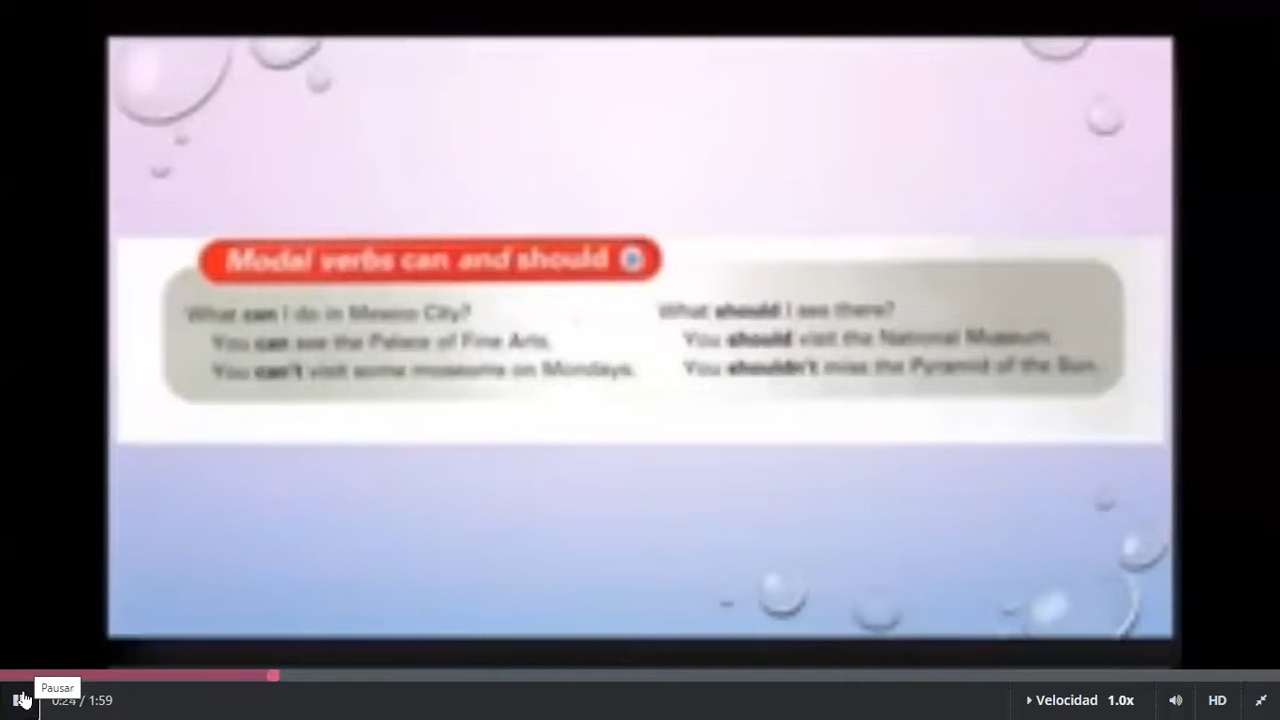 Modal verbs can and should
What can I do in Mexico City?
You can see the Palace of Fine Arts.
You can't visit some museums on Mondays.
What should I see there?
You should visit the National Museum.
You shouldn't miss the Pyramid of the Sun.
Pausar
0:24 / 1:59
Velocidad 1.0x
HD